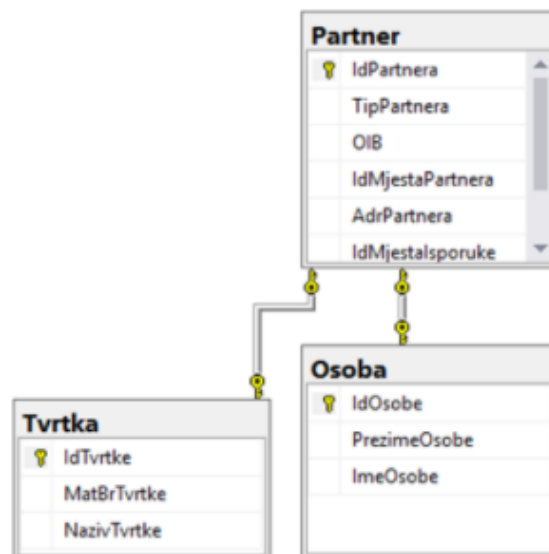 Partner
IdPartnera
TipPartnera
OIB
IdMjestaPartnera
AdrPartnera
IdMjestaIsporuke
Osoba
IdOsobe
PrezimeOsobe
ImeOsobe
Tvrtka
IdTvrtke
MatBrTvrtke
NazivTvrtke